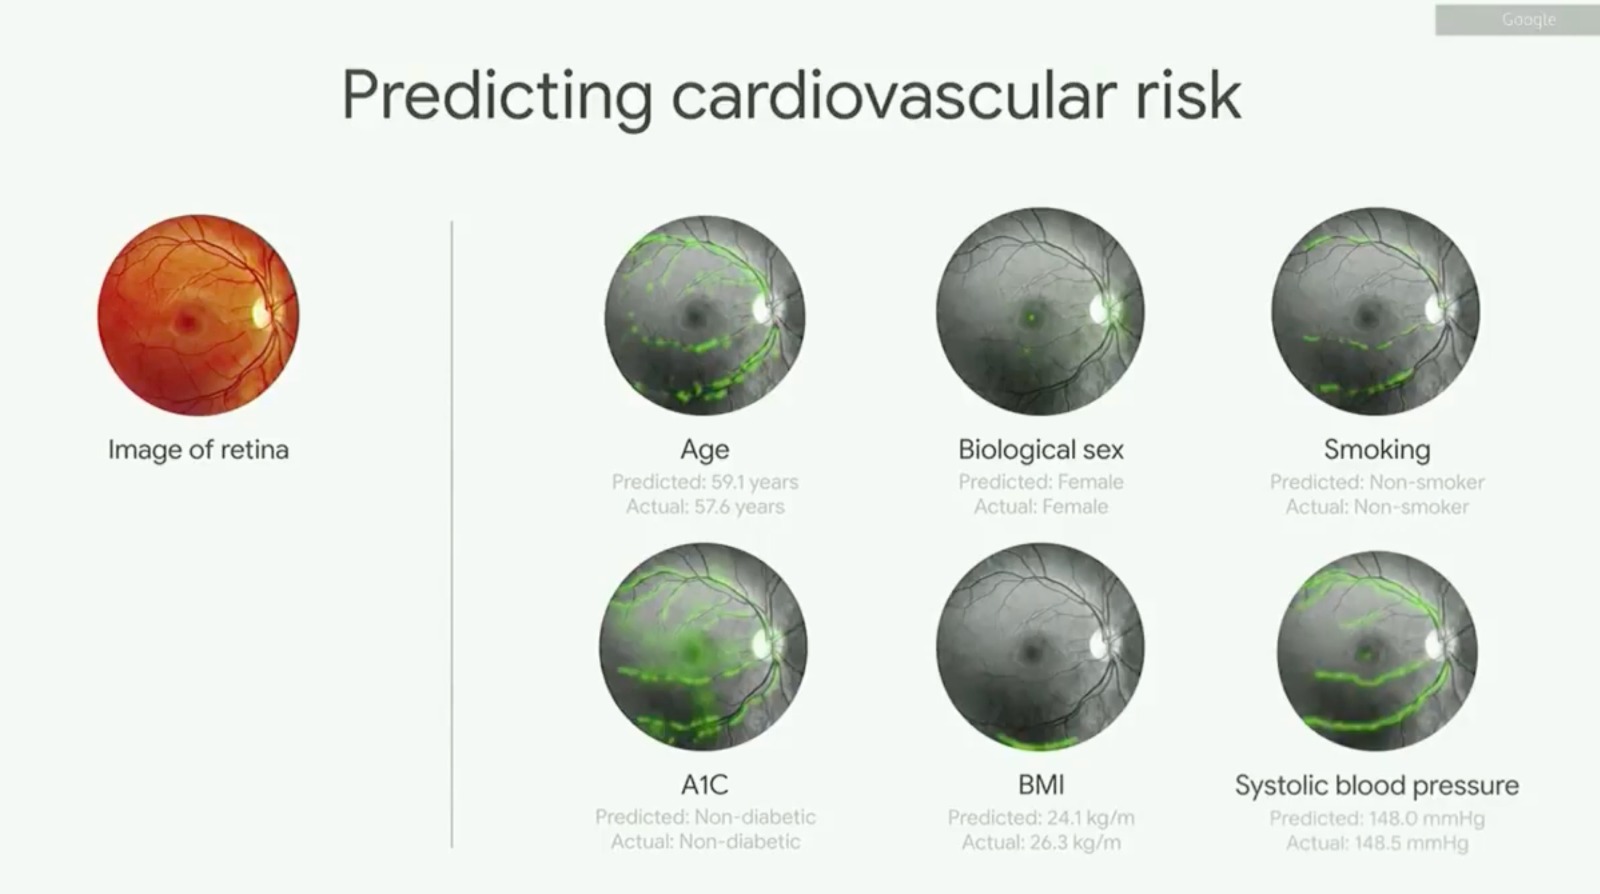 Google
Predicting cardiovascular risk
Image of retina
Age
Predicted: 59.1 years
Actual: 57.6 years
Biological sex
Predicted: Female
Actual: Female
Smoking
Predicted: Non-smoker
Actual: Non-smoker
A1C
Predicted: Non-diabetic
Actual: Non-diabetic
BMI
Predicted: 24.1 kg/m
Actual: 26.3 kg/m
Systolic blood pressure
Predicted: 148.0 mmHg
Actual: 148.5 mmHg